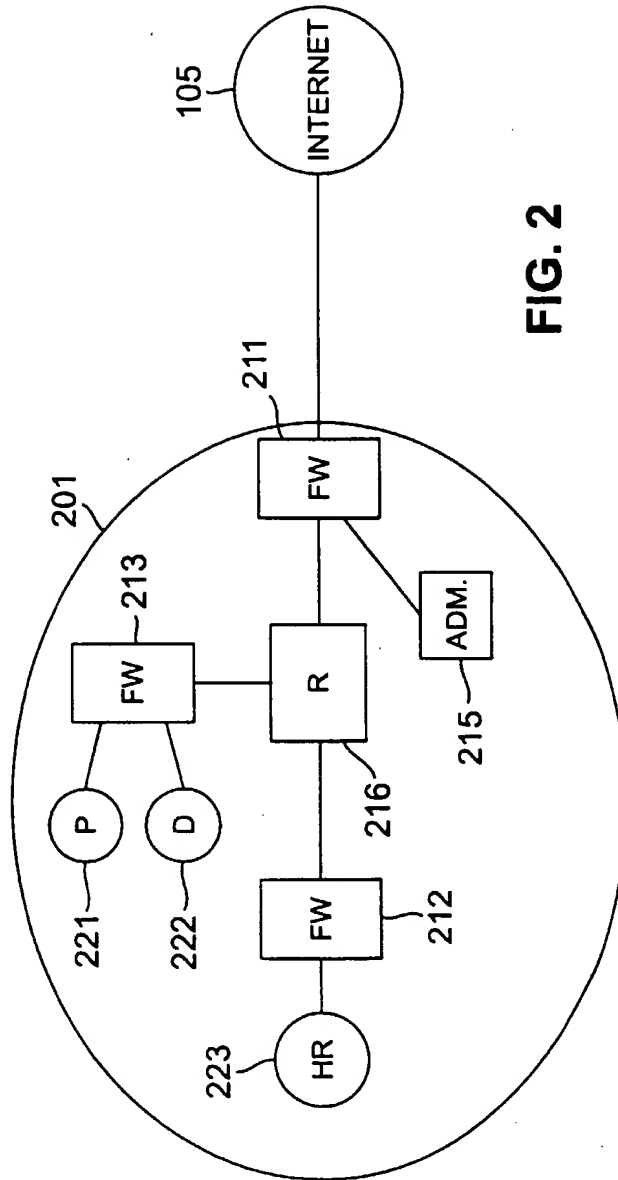 201
213
FW
211
P
221
D
222
R
216
FW
105
INTERNET
FW
212
HR
223
ADM.
215
FIG. 2